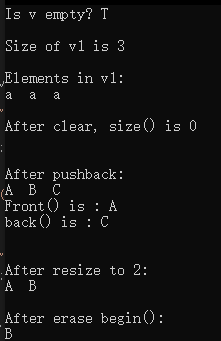 Is v empty? T
Size of v1 is 3
Elements in v1:
a a a
After clear, size() is 0
After pushback:
A B C
Front() is : A
back() is : C
After resize to 2:
A B
After erase begin():
B